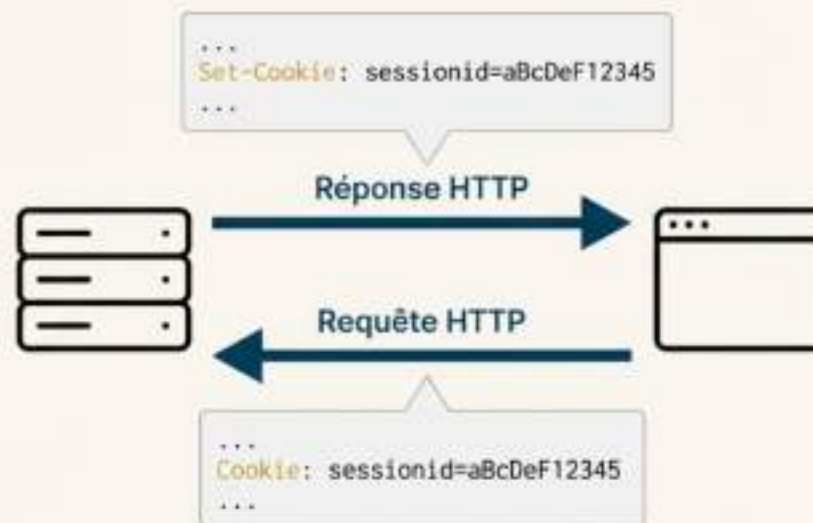 ...
Set-Cookie: sessionid=aBcDeF12345
...
Réponse HTTP
Requête HTTP
...
Cookie: sessionid=aBcDeF12345
...